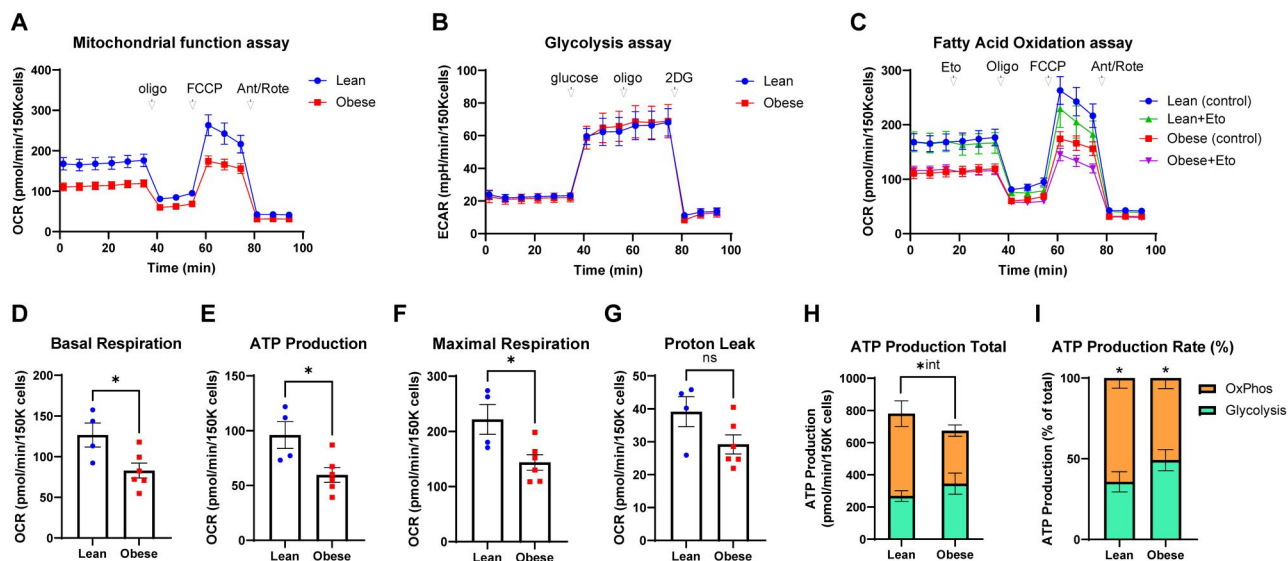 A
Mitochondrial function assay
OCR (pmol/min/150Kcells)
400
300
200
100
0
0 20 40 60 80 100
Time (min)
oligo FCCP Ant/Rote
Lean
Obese
B
Glycolysis assay
ECAR (mpH/min/150Kcells)
100
80
60
40
20
0
0 20 40 60 80 100
Time (min)
glucose oligo 2DG
Lean
Obese
C
Fatty Acid Oxidation assay
OCR (pmol/min/150Kcells)
300
200
100
0
0 20 40 60 80 100
Time (min)
Eto Oligo FCCP Ant/Rote
Lean (control)
Lean+Eto
Obese (control)
Obese+Eto
D
Basal Respiration
OCR (pmol/min/150K cells)
200
150
100
50
0
*
Lean Obese
E
ATP Production
OCR (pmol/min/150K cells)
150
100
50
0
*
Lean Obese
F
Maximal Respiration
OCR (pmol/min/150K cells)
300
200
100
0
*
Lean Obese
G
Proton Leak
OCR (pmol/min/150K cells)
50
40
30
20
10
0
ns
Lean Obese
H
ATP Production Total
ATP Production
(pmol/min/150K cells)
1000
800
600
400
200
0
*int
Lean Obese
I
ATP Production Rate (%)
ATP Production (% of total)
100
50
0
* *
Lean Obese
OxPhos
Glycolysis